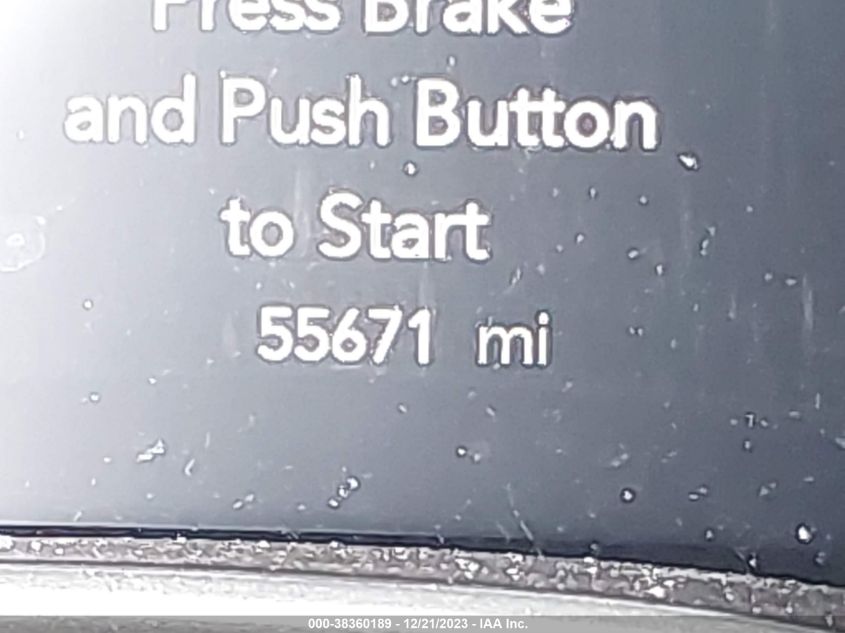 Press Brake
and Push Button
to Start
55671 mi
000-38360189 - 12/21/2023 - IAA Inc.